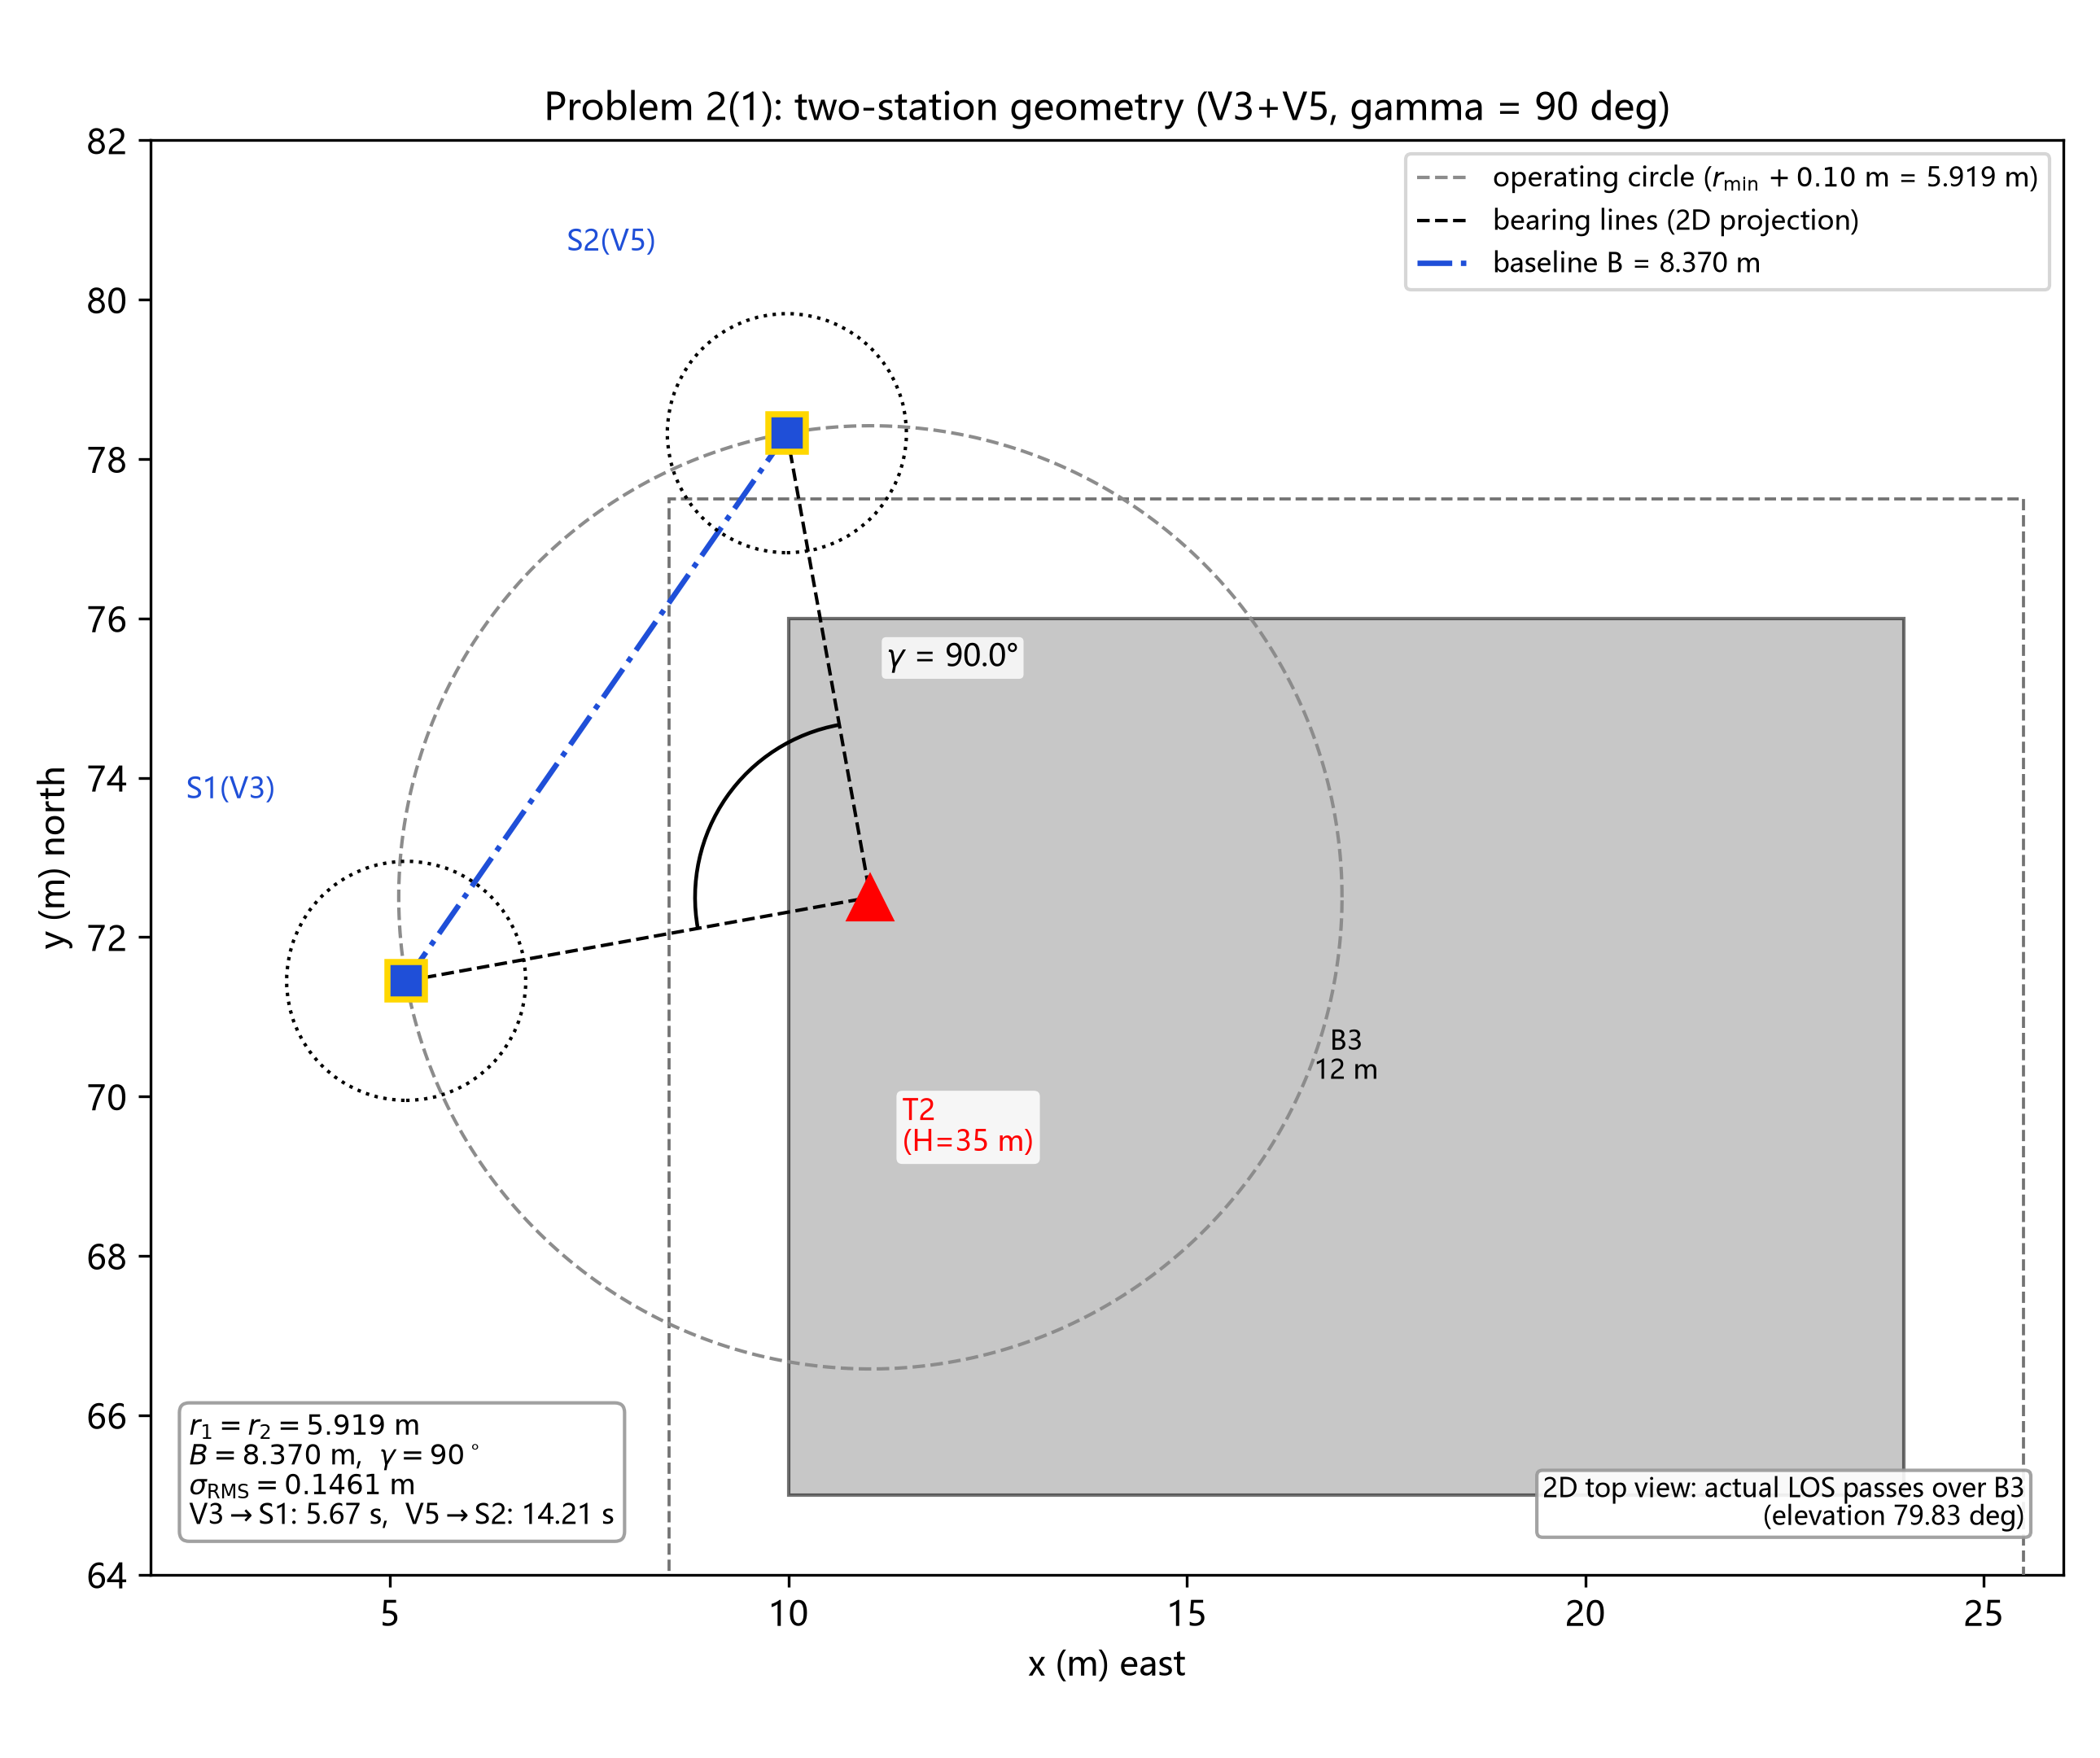 Problem 2(1): two-station geometry (V3+V5, gamma = 90 deg)
operating circle (r_min + 0.10 m = 5.919 m)
bearing lines (2D projection)
baseline B = 8.370 m
S2(V5)
S1(V3)
γ = 90.0°
B3
12 m
T2
(H=35 m)
r₁ = r₂ = 5.919 m
B = 8.370 m, γ = 90°
σ_RMS = 0.1461 m
V3→S1: 5.67 s, V5→S2: 14.21 s
2D top view: actual LOS passes over B3
(elevation 79.83 deg)
82
80
78
76
74
72
70
68
66
64
y (m) north
5
10
15
20
25
x (m) east